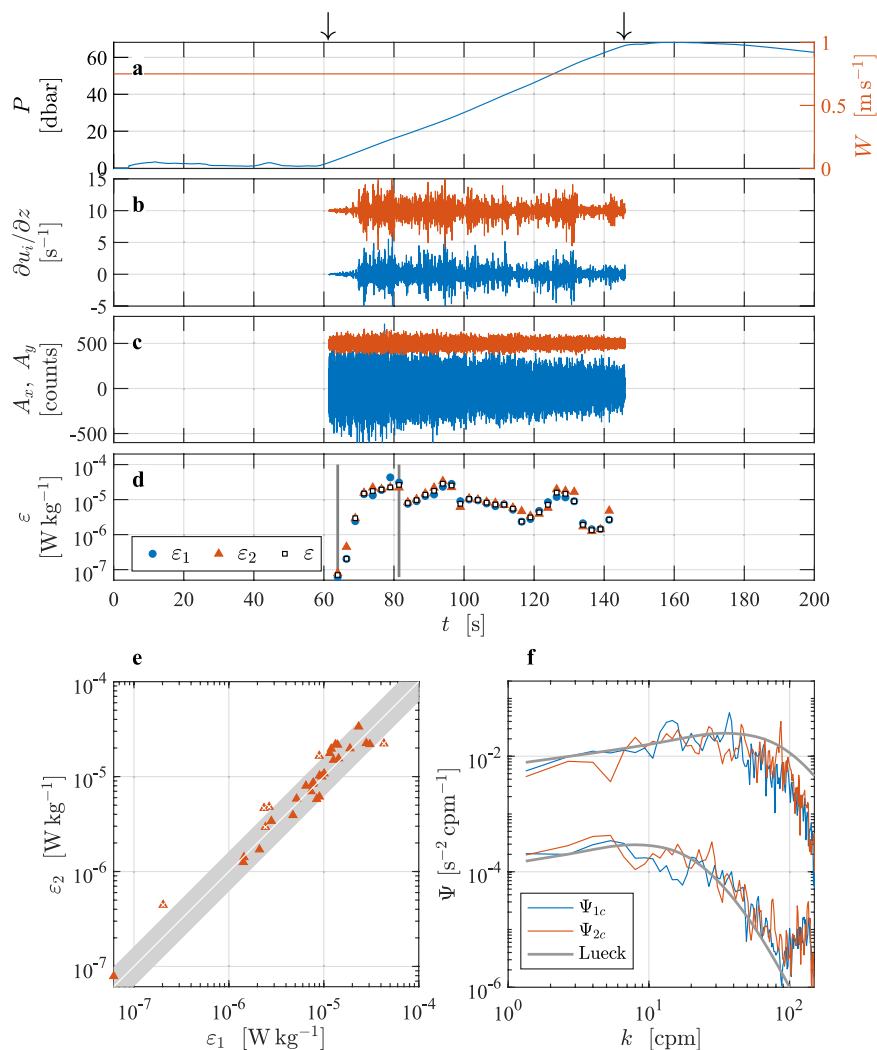 a
P
[dbar]
60
40
20
0
1
0.5
0
W [m s⁻¹]
b
∂u_i/∂z
[s⁻¹]
15
10
5
0
-5
c
A_x, A_y
[counts]
500
0
-500
d
ε
[W kg⁻¹]
10⁻⁴
10⁻⁵
10⁻⁶
10⁻⁷
ε₁ ε₂ ε
0 20 40 60 80 100 120 140 160 180 200
t [s]
e
ε₂ [W kg⁻¹]
10⁻⁴
10⁻⁵
10⁻⁶
10⁻⁷
10⁻⁷ 10⁻⁶ 10⁻⁵ 10⁻⁴
ε₁ [W kg⁻¹]
f
Ψ [s⁻² cpm⁻¹]
10⁻²
10⁻⁴
10⁻⁶
Ψ₁c
Ψ₂c
Lueck
10⁰ 10¹ 10²
k [cpm]